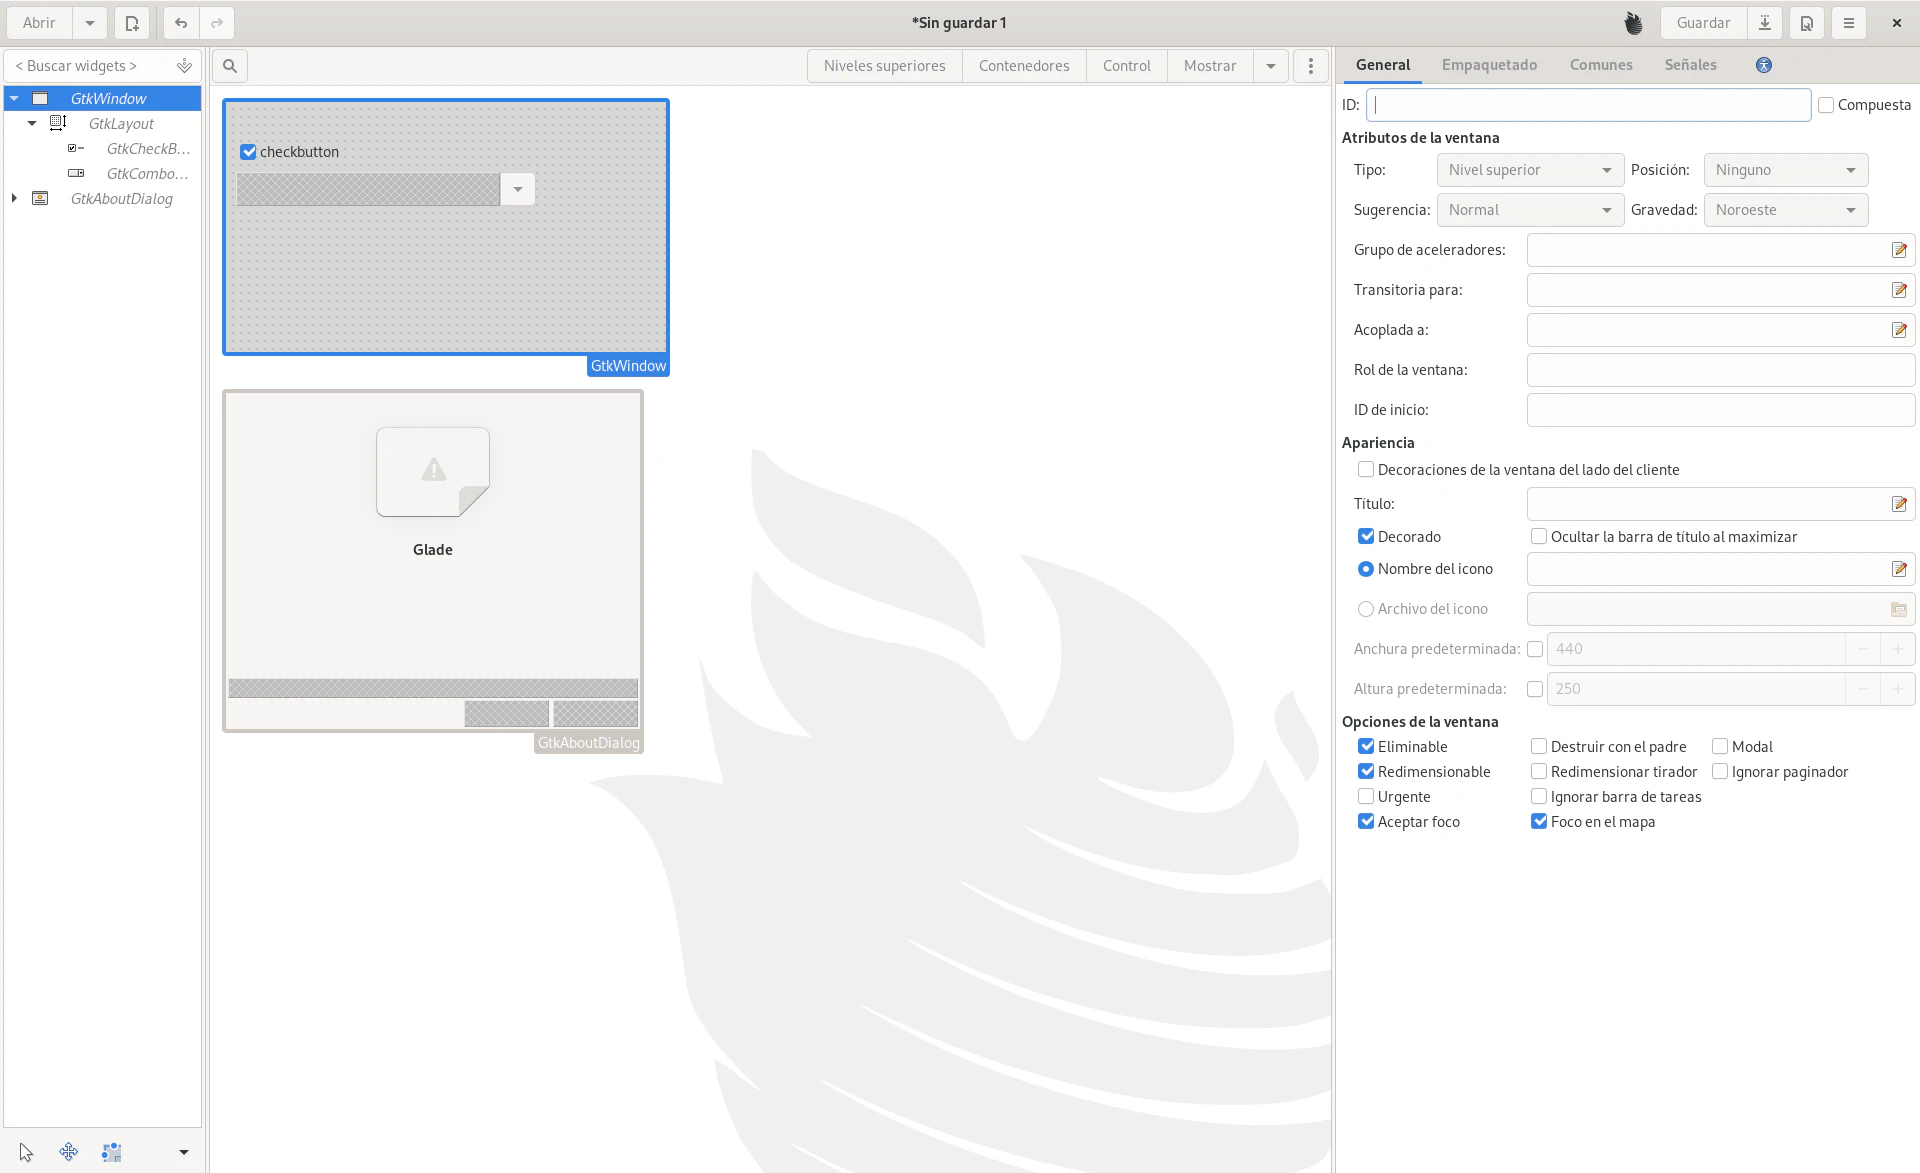 Abrir
*Sin guardar 1
Guardar
< Buscar widgets >
Niveles superiores
Contenedores
Control
Mostrar
GtkWindow
GtkLayout
GtkCheckB...
GtkCombo...
GtkAboutDialog
checkbutton
GtkWindow
Glade
GtkAboutDialog
General
Empaquetado
Comunes
Señales
ID:
Compuesta
Atributos de la ventana
Tipo:
Nivel superior
Posición:
Ninguno
Sugerencia:
Normal
Gravedad:
Noroeste
Grupo de aceleradores:
Transitoria para:
Acoplada a:
Rol de la ventana:
ID de inicio:
Apariencia
Decoraciones de la ventana del lado del cliente
Título:
Decorado
Ocultar la barra de título al maximizar
Nombre del icono
Archivo del icono
Anchura predeterminada:
440
Altura predeterminada:
250
Opciones de la ventana
Eliminable
Destruir con el padre
Modal
Redimensionable
Redimensionar tirador
Ignorar paginador
Urgente
Ignorar barra de tareas
Aceptar foco
Foco en el mapa